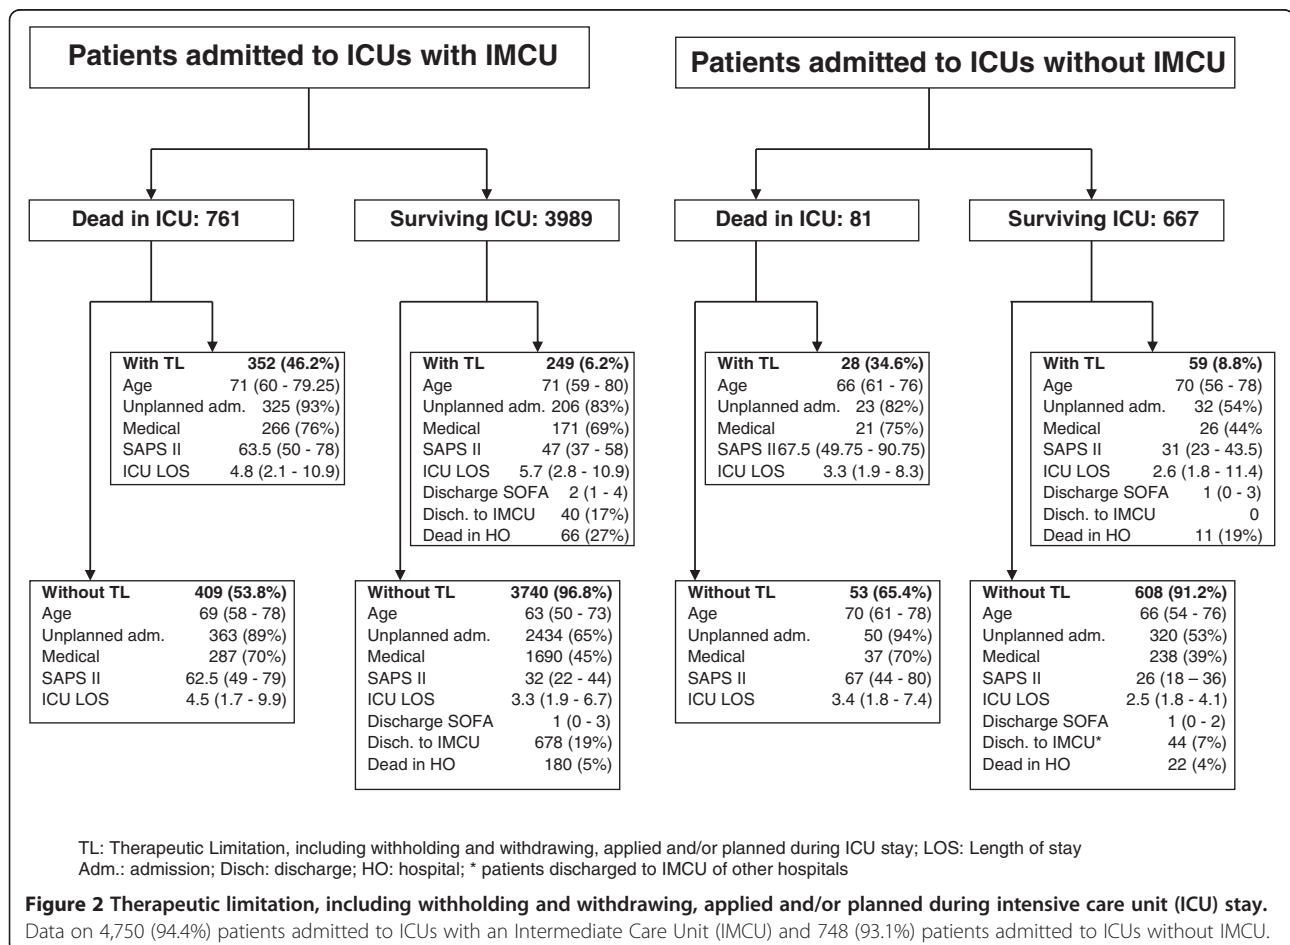 Patients admitted to ICUs with IMCU
Patients admitted to ICUs without IMCU
Dead in ICU: 761
Surviving ICU: 3989
Dead in ICU: 81
Surviving ICU: 667
With TL 352 (46.2%)
Age 71 (60 - 79.25)
Unplanned adm. 325 (93%)
Medical 266 (76%)
SAPS II 63.5 (50 - 78)
ICU LOS 4.8 (2.1 - 10.9)
With TL 249 (6.2%)
Age 71 (59 - 80)
Unplanned adm. 206 (83%)
Medical 171 (69%)
SAPS II 47 (37 - 58)
ICU LOS 5.7 (2.8 - 10.9)
Discharge SOFA 2 (1 - 4)
Disch. to IMCU 40 (17%)
Dead in HO 66 (27%)
With TL 28 (34.6%)
Age 66 (61 - 76)
Unplanned adm. 23 (82%)
Medical 21 (75%)
SAPS II 67.5 (49.75 - 90.75)
ICU LOS 3.3 (1.9 - 8.3)
With TL 59 (8.8%)
Age 70 (56 - 78)
Unplanned adm. 32 (54%)
Medical 26 (44%
SAPS II 31 (23 - 43.5)
ICU LOS 2.6 (1.8 - 11.4)
Discharge SOFA 1 (0 - 3)
Disch. to IMCU 0
Dead in HO 11 (19%)
Without TL 409 (53.8%)
Age 69 (58 - 78)
Unplanned adm. 363 (89%)
Medical 287 (70%)
SAPS II 62.5 (49 - 79)
ICU LOS 4.5 (1.7 - 9.9)
Without TL 3740 (96.8%)
Age 63 (50 - 73)
Unplanned adm 2434 (65%)
Medical 1690 (45%)
SAPS II 32 (22 - 44)
ICU LOS 3.3 (1.9 - 6.7)
Discharge SOFA 1 (0 - 3)
Disch. to IMCU 678 (19%)
Dead in HO 180 (5%)
Without TL 53 (65.4%)
Age 70 (61 - 78)
Unplanned adm. 50 (94%)
Medical 37 (70%)
SAPS II 67 (44 - 80)
ICU LOS 3.4 (1.8 - 7.4)
Without TL 608 (91.2%)
Age 66 (54 - 76)
Unplanned adm. 320 (53%)
Medical 238 (39%)
SAPS II 26 (18 – 36)
ICU LOS 2.5 (1.8 - 4.1)
Discharge SOFA 1 (0 - 2)
Disch. to IMCU* 44 (7%)
Dead in HO 22 (4%)
TL: Therapeutic Limitation, including withholding and withdrawing, applied and/or planned during ICU stay; LOS: Length of stay
Adm.: admission; Disch: discharge; HO: hospital; * patients discharged to IMCU of other hospitals
Figure 2 Therapeutic limitation, including withholding and withdrawing, applied and/or planned during intensive care unit (ICU) stay.
Data on 4,750 (94.4%) patients admitted to ICUs with an Intermediate Care Unit (IMCU) and 748 (93.1%) patients admitted to ICUs without IMCU.